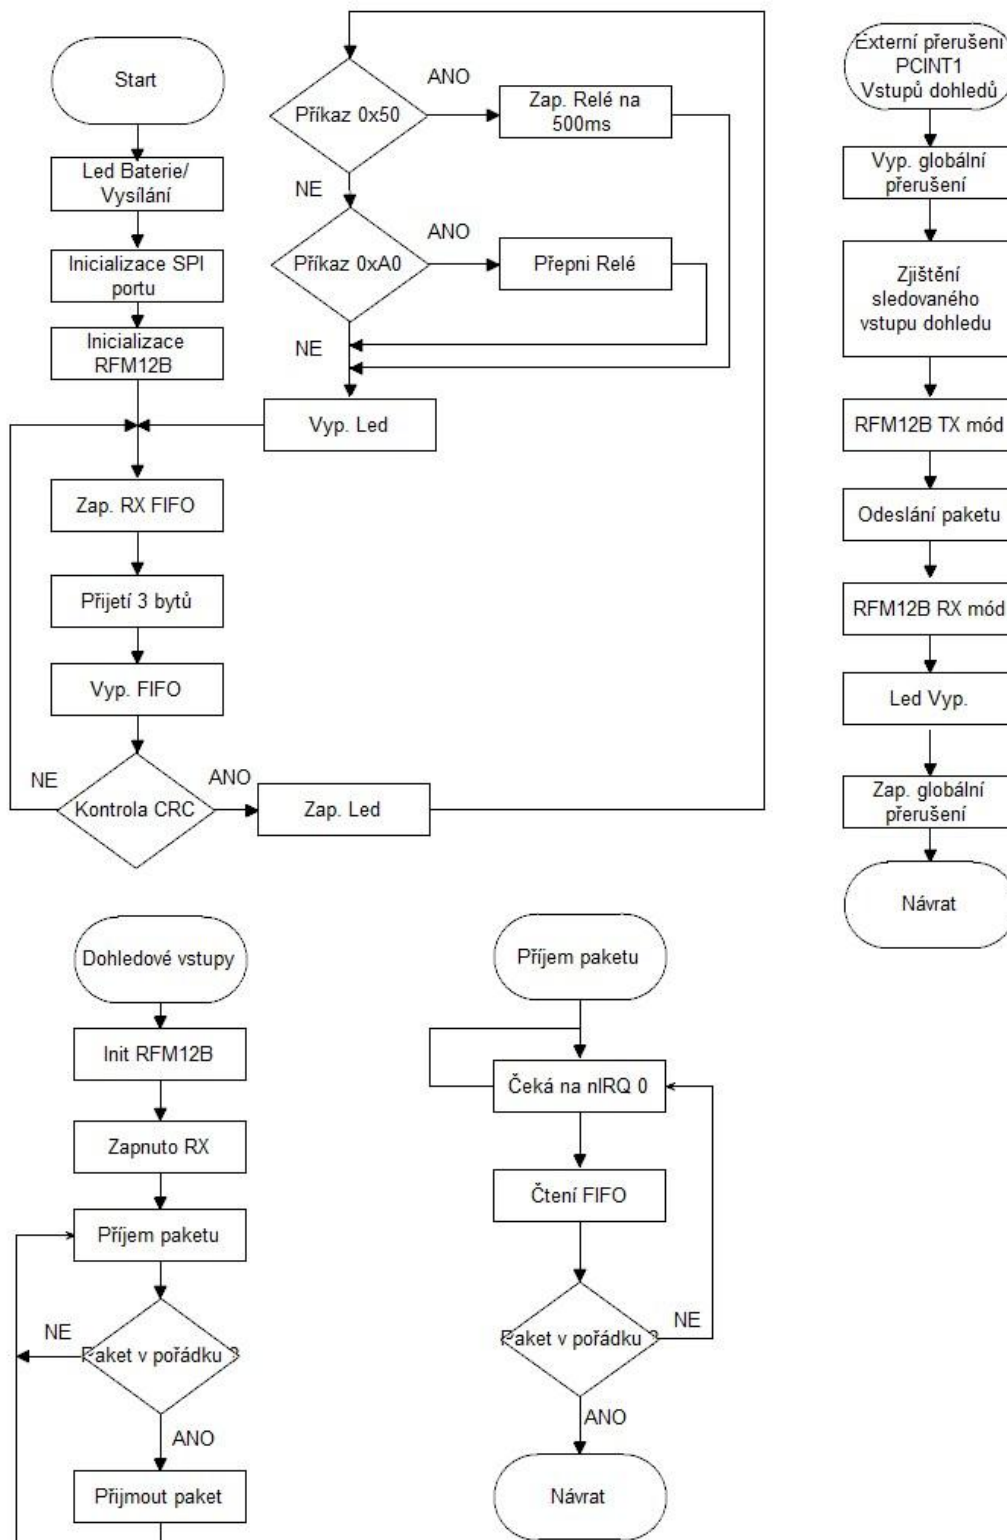 Start
Led Baterie/
Vysílání
Inicializace SPI
portu
Inicializace
RFM12B
Zap. RX FIFO
Přijetí 3 bytů
Vyp. FIFO
Kontrola CRC
NE
ANO
Zap. Led
Příkaz 0x50
ANO
Zap. Relé na
500ms
NE
Příkaz 0xA0
ANO
Přepni Relé
NE
Vyp. Led
Externí přerušení
PCINT1
Vstupů dohledů
Vyp. globální
přerušení
Zjištění
sledovaného
vstupu dohledu
RFM12B TX mód
Odeslání paketu
RFM12B RX mód
Led Vyp.
Zap. globální
přerušení
Návrat
Dohledové vstupy
Init RFM12B
Zapnuto RX
Příjem paketu
Paket v pořádku ?
NE
ANO
Přijmout paket
Příjem paketu
Čeká na nIRQ 0
Čtení FIFO
Paket v pořádku ?
NE
ANO
Návrat